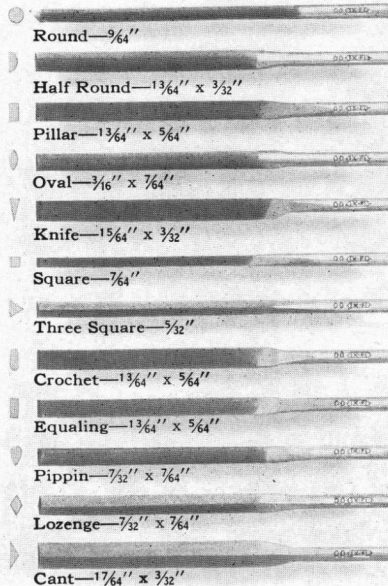 Round—9/64"
Half Round—13/64" x 3/32"
Pillar—13/64" x 5/64"
Oval—3/16" x 7/64"
Knife—15/64" x 3/32"
Square—7/64"
Three Square—5/32"
Crochet—13/64" x 5/64"
Equaling—13/64" x 5/64"
Pippin—7/32" x 7/64"
Lozenge—7/32" x 7/64"
Cant—17/64" x 3/32"